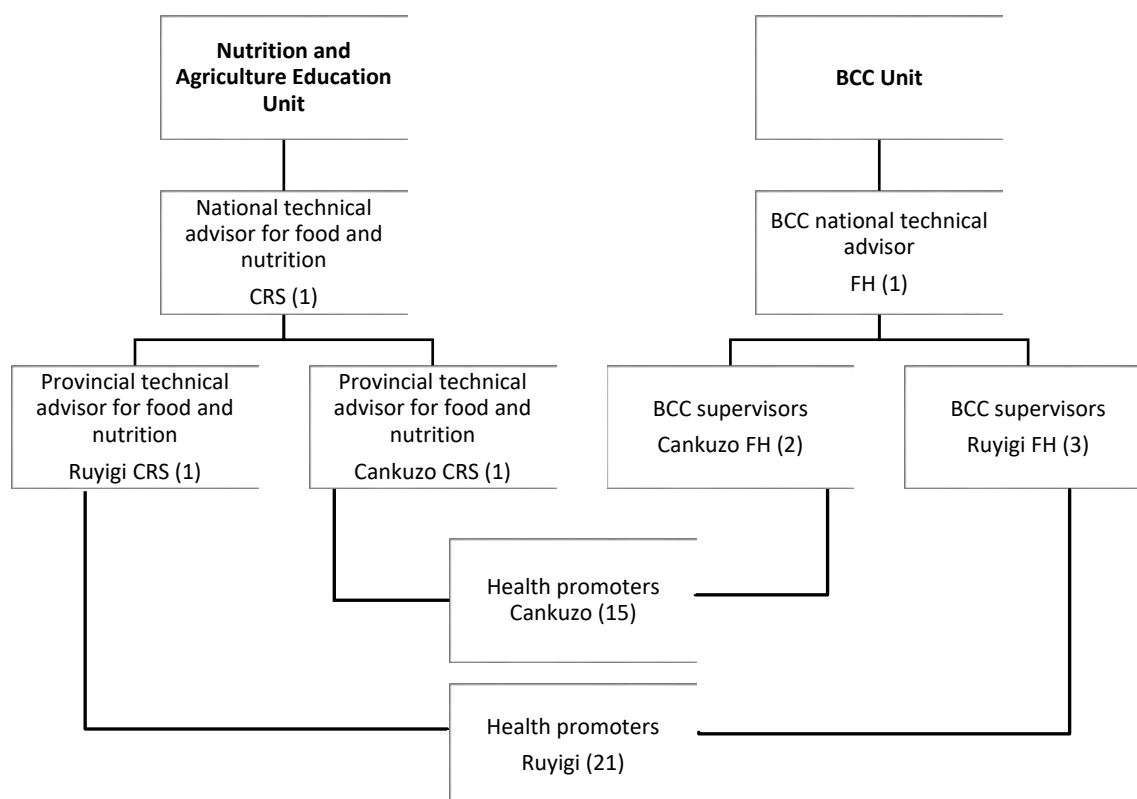 Nutrition and
Agriculture Education
Unit
BCC Unit
National technical
advisor for food and
nutrition
CRS (1)
BCC national technical
advisor
FH (1)
Provincial technical
advisor for food and
nutrition
Ruyigi CRS (1)
Provincial technical
advisor for food and
nutrition
Cankuzo CRS (1)
BCC supervisors
Cankuzo FH (2)
BCC supervisors
Ruyigi FH (3)
Health promoters
Cankuzo (15)
Health promoters
Ruyigi (21)